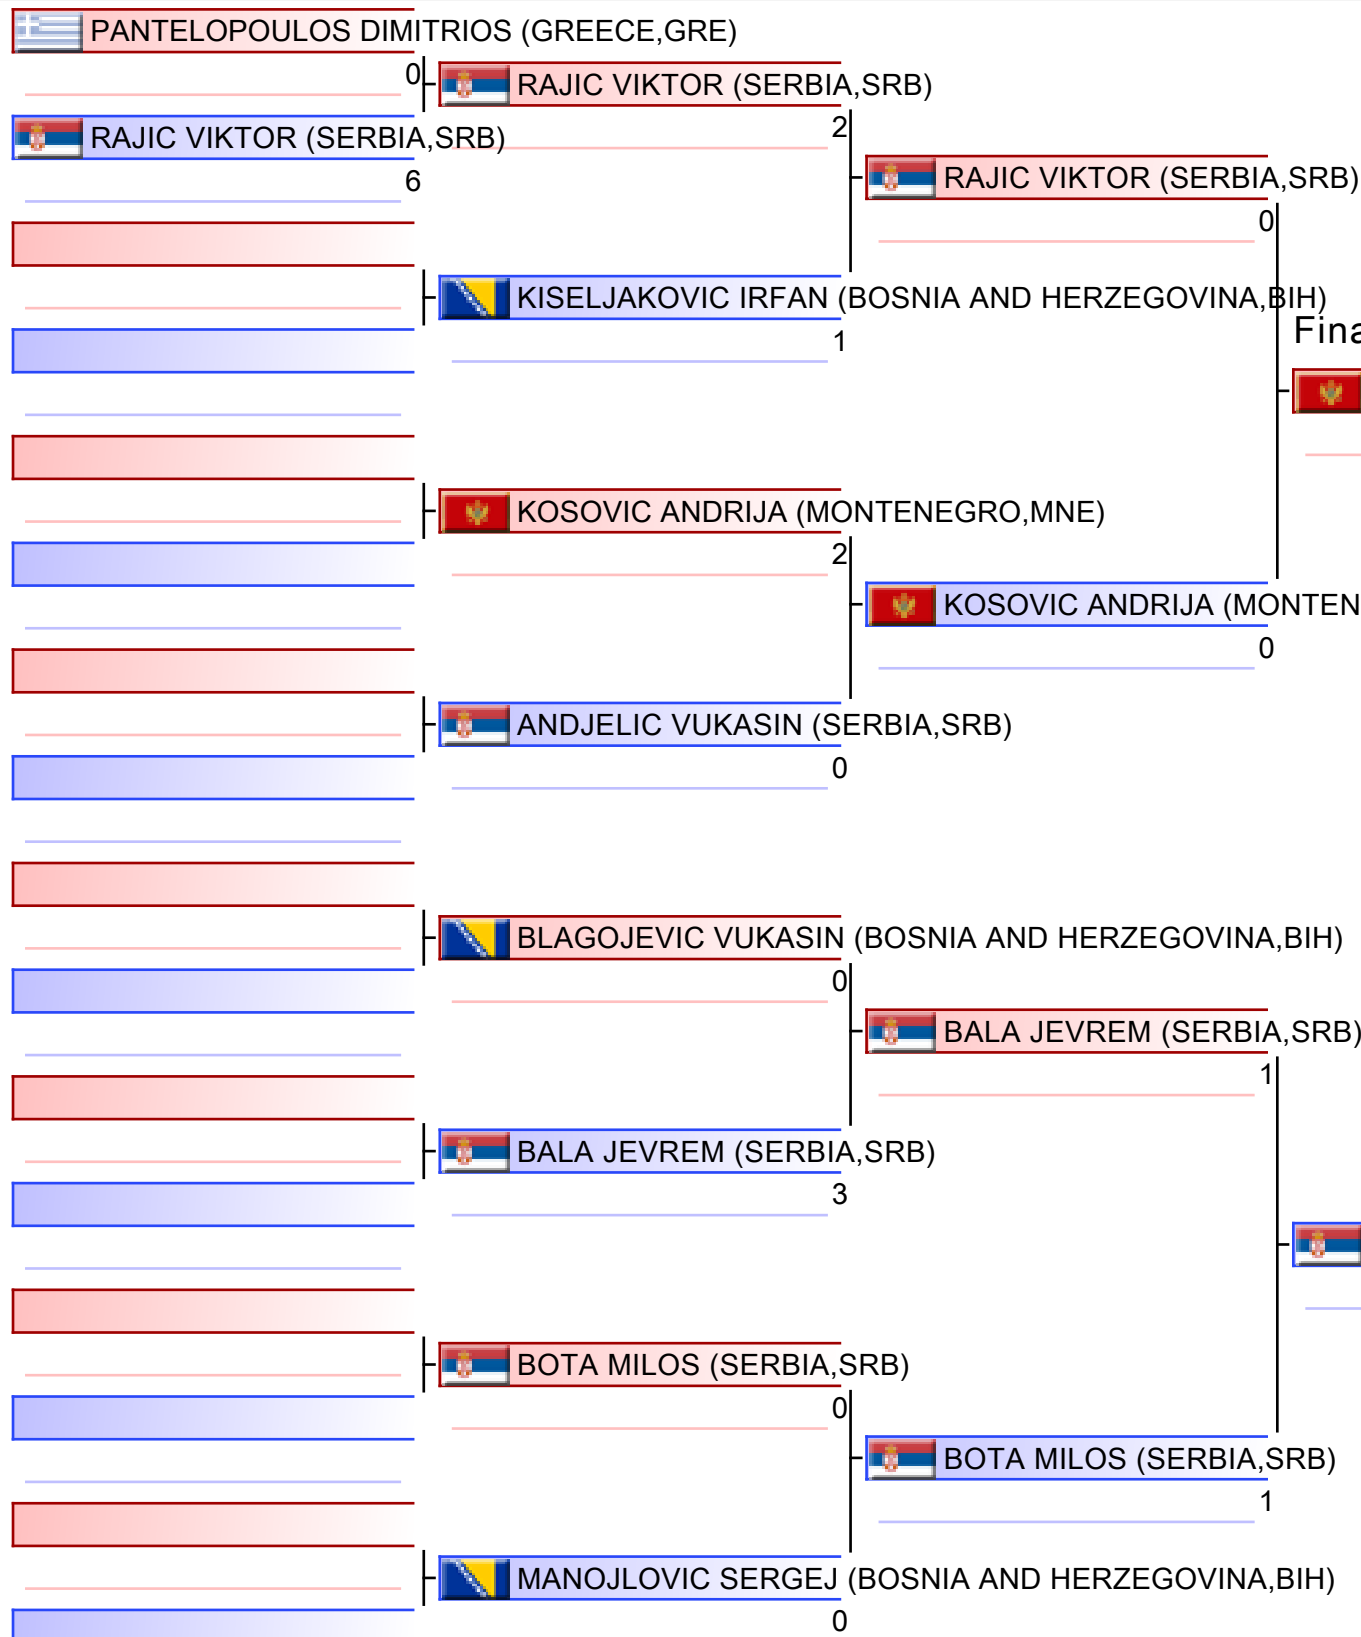 PANTELOPOULOS DIMITRIOS (GREECE,GRE)
0
RAJIC VIKTOR (SERBIA,SRB)
RAJIC VIKTOR (SERBIA,SRB)
2
6
RAJIC VIKTOR (SERBIA,SRB)
0
KISELJAKOVIC IRFAN (BOSNIA AND HERZEGOVINA,BIH)
1
Fina
KOSOVIC ANDRIJA (MONTENEGRO,MNE)
2
KOSOVIC ANDRIJA (MONTEN
0
ANDJELIC VUKASIN (SERBIA,SRB)
0
BLAGOJEVIC VUKASIN (BOSNIA AND HERZEGOVINA,BIH)
0
BALA JEVREM (SERBIA,SRB)
1
BALA JEVREM (SERBIA,SRB)
3
BOTA MILOS (SERBIA,SRB)
0
BOTA MILOS (SERBIA,SRB)
1
MANOJLOVIC SERGEJ (BOSNIA AND HERZEGOVINA,BIH)
0